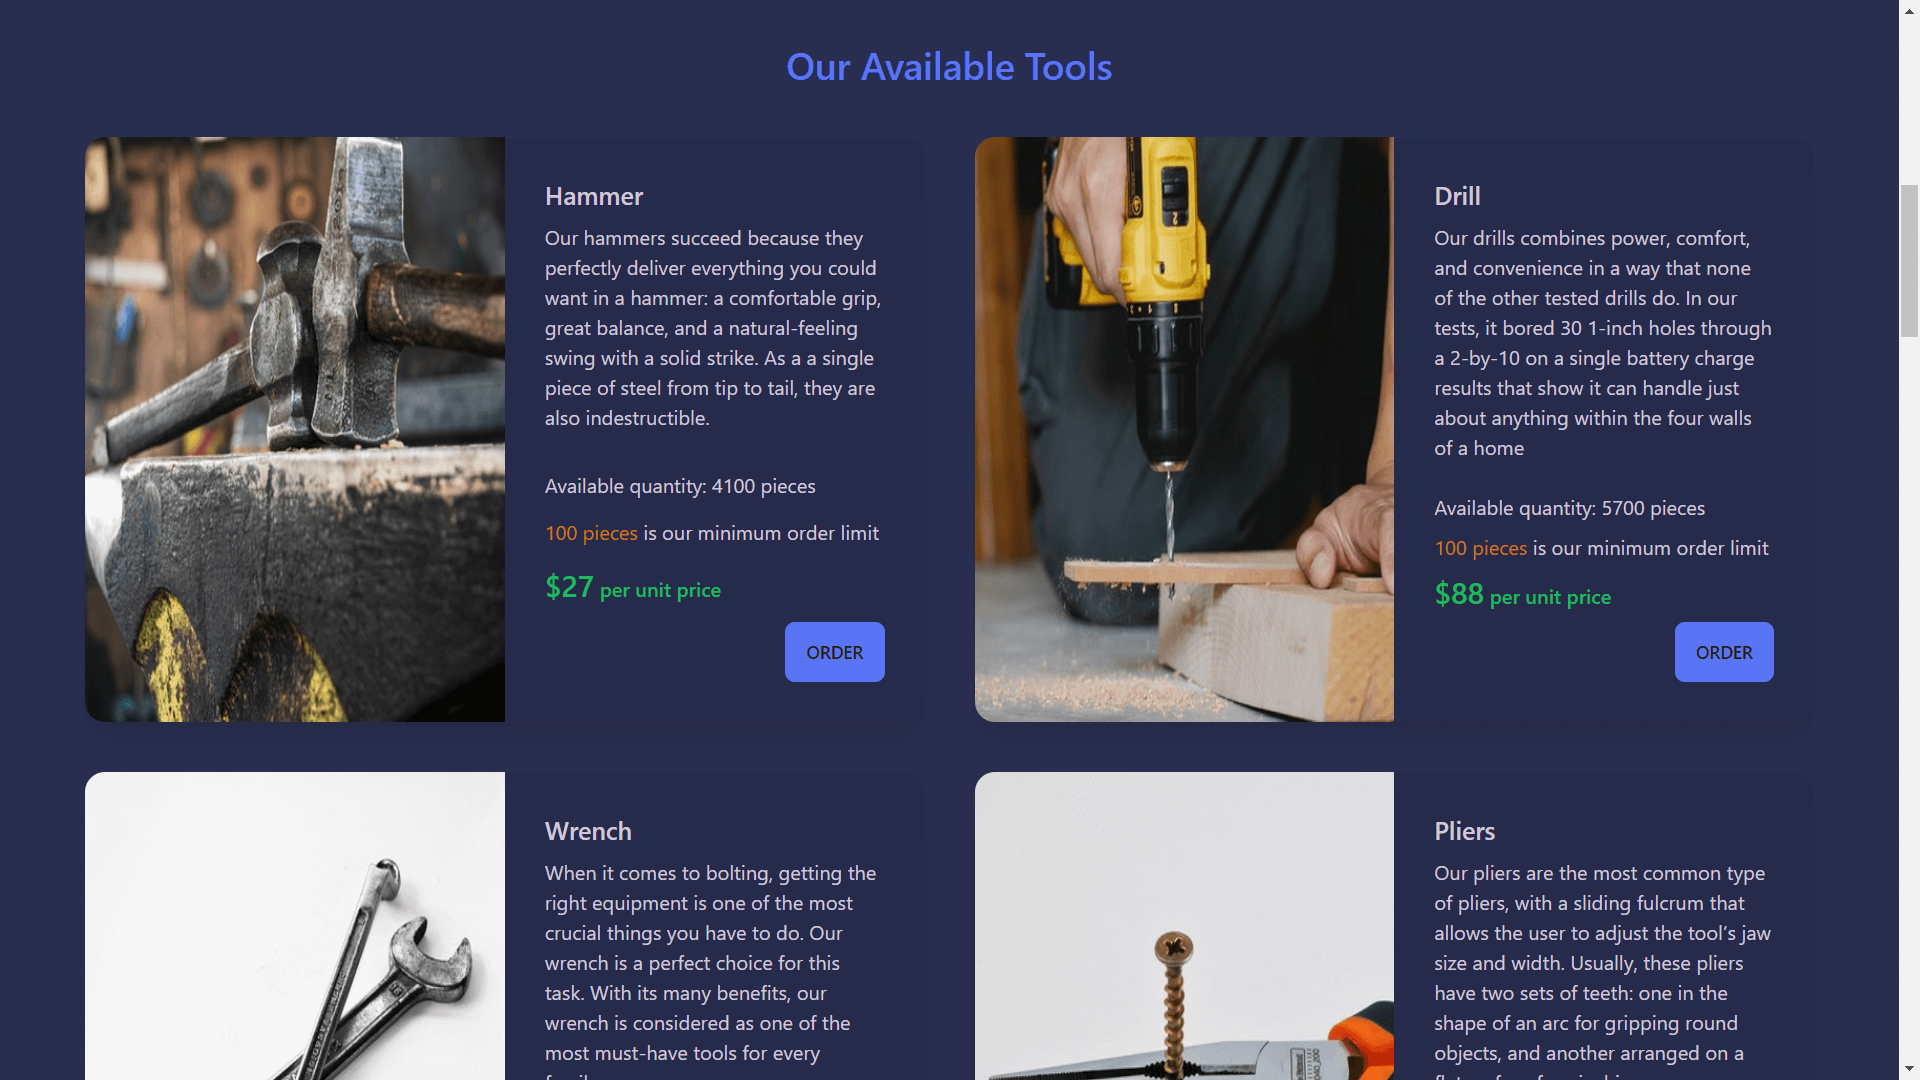 Our Available Tools
Hammer
Our hammers succeed because they
perfectly deliver everything you could
want in a hammer: a comfortable grip,
great balance, and a natural-feeling
swing with a solid strike. As a a single
piece of steel from tip to tail, they are
also indestructible.
Available quantity: 4100 pieces
100 pieces is our minimum order limit
$27 per unit price
ORDER
Drill
Our drills combines power, comfort,
and convenience in a way that none
of the other tested drills do. In our
tests, it bored 30 1-inch holes through
a 2-by-10 on a single battery charge
results that show it can handle just
about anything within the four walls
of a home
Available quantity: 5700 pieces
100 pieces is our minimum order limit
$88 per unit price
ORDER
Wrench
When it comes to bolting, getting the
right equipment is one of the most
crucial things you have to do. Our
wrench is a perfect choice for this
task. With its many benefits, our
wrench is considered as one of the
most must-have tools for every
Pliers
Our pliers are the most common type
of pliers, with a sliding fulcrum that
allows the user to adjust the tool’s jaw
size and width. Usually, these pliers
have two sets of teeth: one in the
shape of an arc for gripping round
objects, and another arranged on a